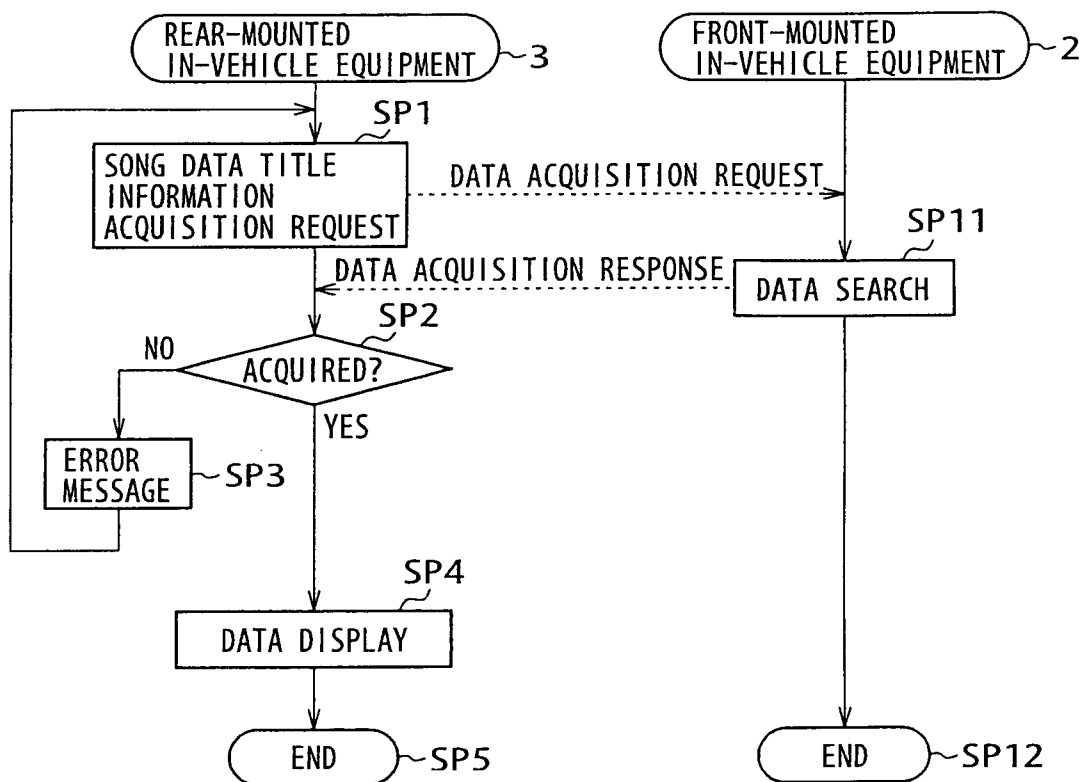 REAR-MOUNTED
IN-VEHICLE EQUIPMENT
3
FRONT-MOUNTED
IN-VEHICLE EQUIPMENT
2
SP1
SONG DATA TITLE
INFORMATION
ACQUISITION REQUEST
DATA ACQUISITION REQUEST
SP11
DATA SEARCH
DATA ACQUISITION RESPONSE
SP2
ACQUIRED?
NO
YES
ERROR
MESSAGE
SP3
SP4
DATA DISPLAY
END
SP5
END
SP12